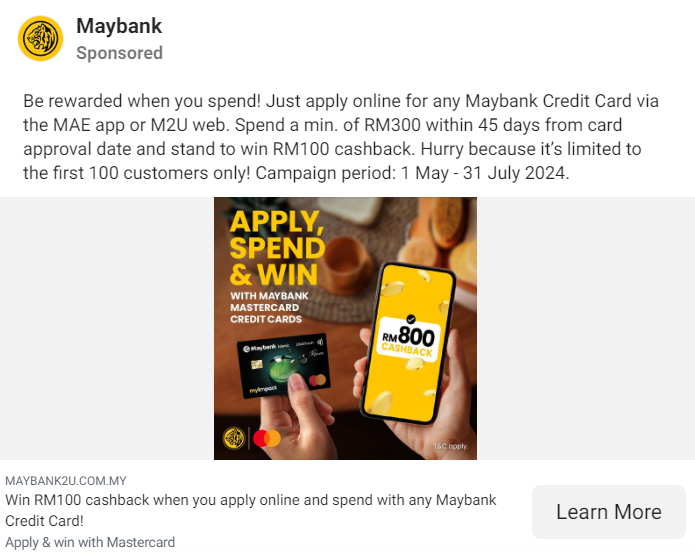 Maybank
Sponsored
Be rewarded when you spend! Just apply online for any Maybank Credit Card via
the MAE app or M2U web. Spend a min. of RM300 within 45 days from card
approval date and stand to win RM100 cashback. Hurry because it’s limited to
the first 100 customers only! Campaign period: 1 May - 31 July 2024.
APPLY,
SPEND
& WIN
WITH MAYBANK
MASTERCARD
CREDIT CARDS
Maybank Islamic platinum
Ikhwan
myimpact
RM800
CASHBACK
T&C apply.
MAYBANK2U.COM.MY
Win RM100 cashback when you apply online and spend with any Maybank
Credit Card!
Apply & win with Mastercard
Learn More